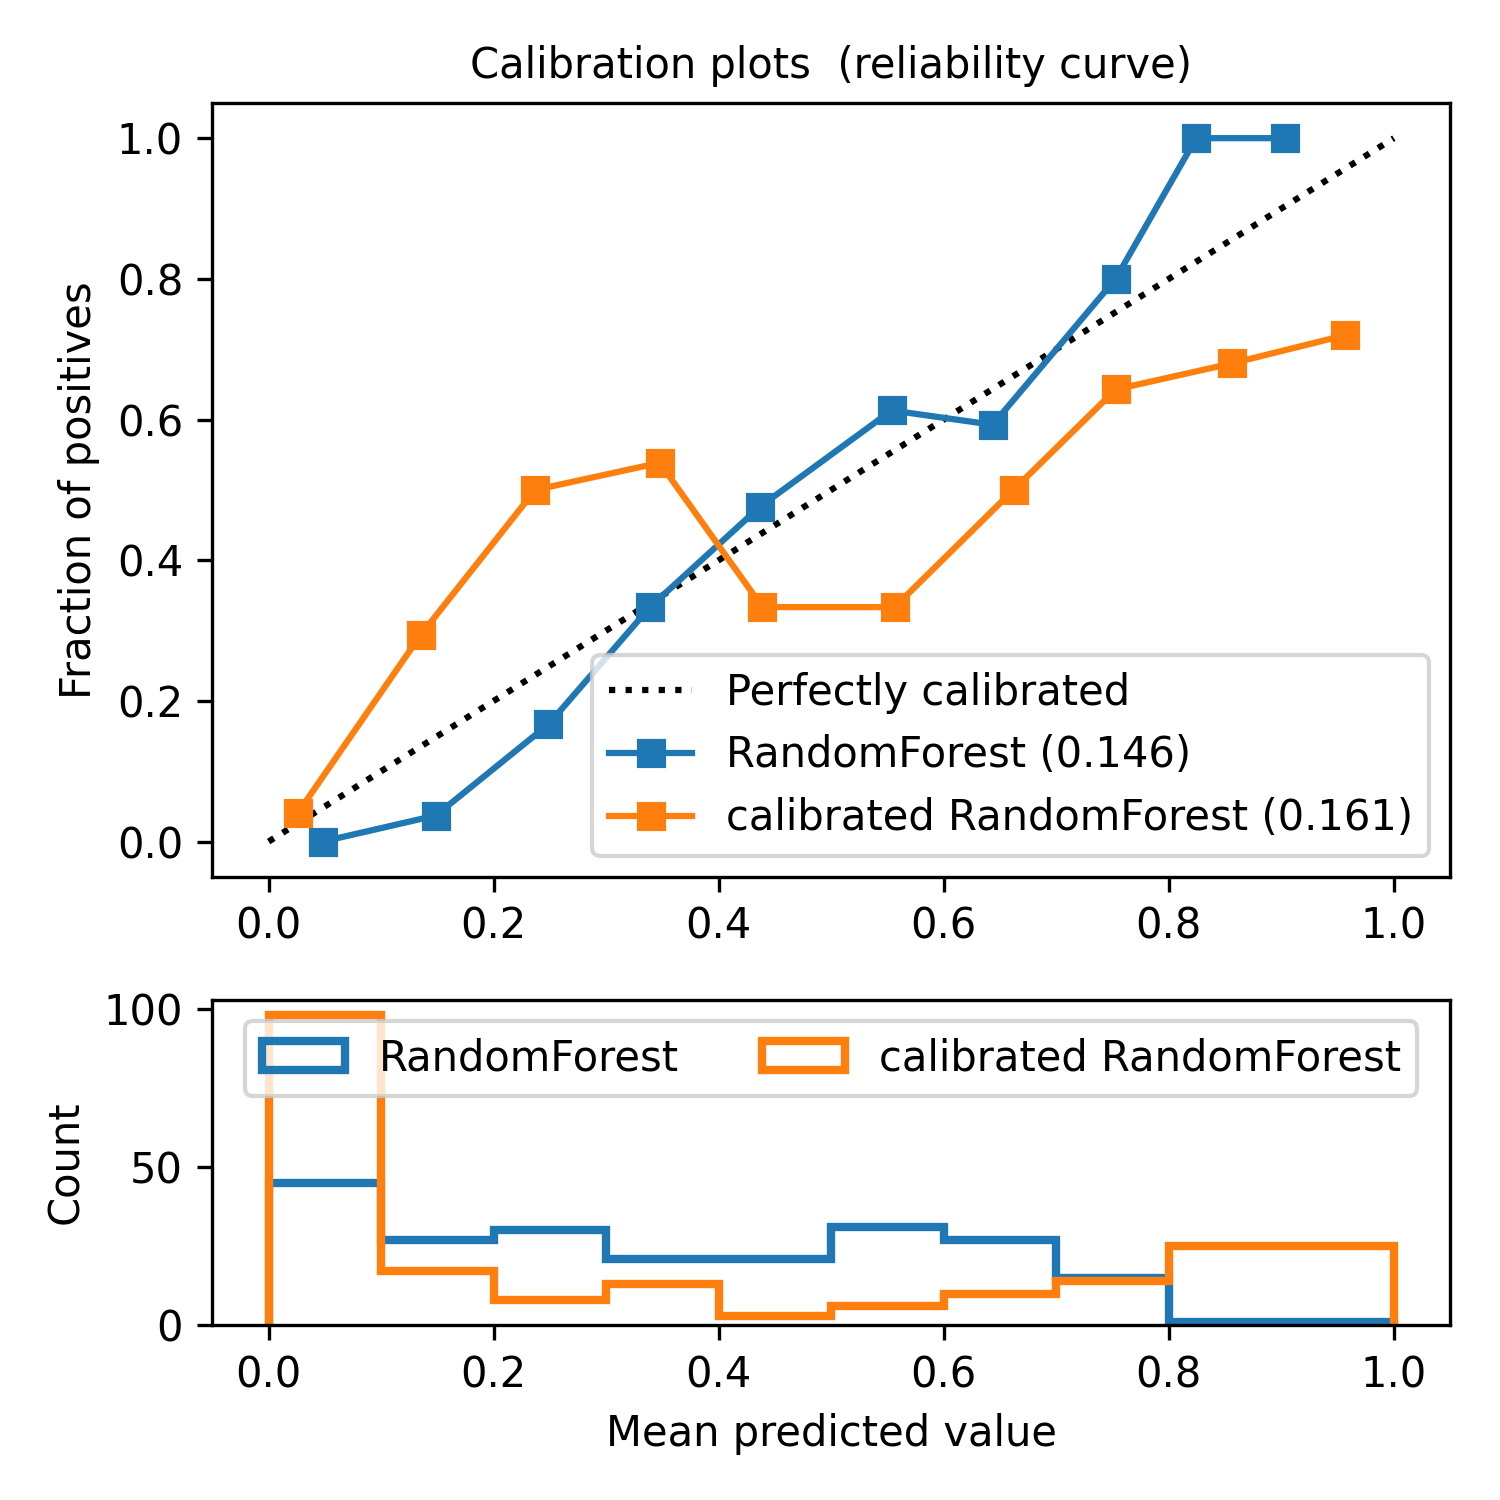 Calibration plots  (reliability curve)
1.0
0.8
0.6
0.4
0.2
0.0
Fraction of positives
Perfectly calibrated
RandomForest (0.146)
calibrated RandomForest (0.161)
0.0 0.2 0.4 0.6 0.8 1.0
100
50
0
Count
RandomForest calibrated RandomForest
0.0 0.2 0.4 0.6 0.8 1.0
Mean predicted value